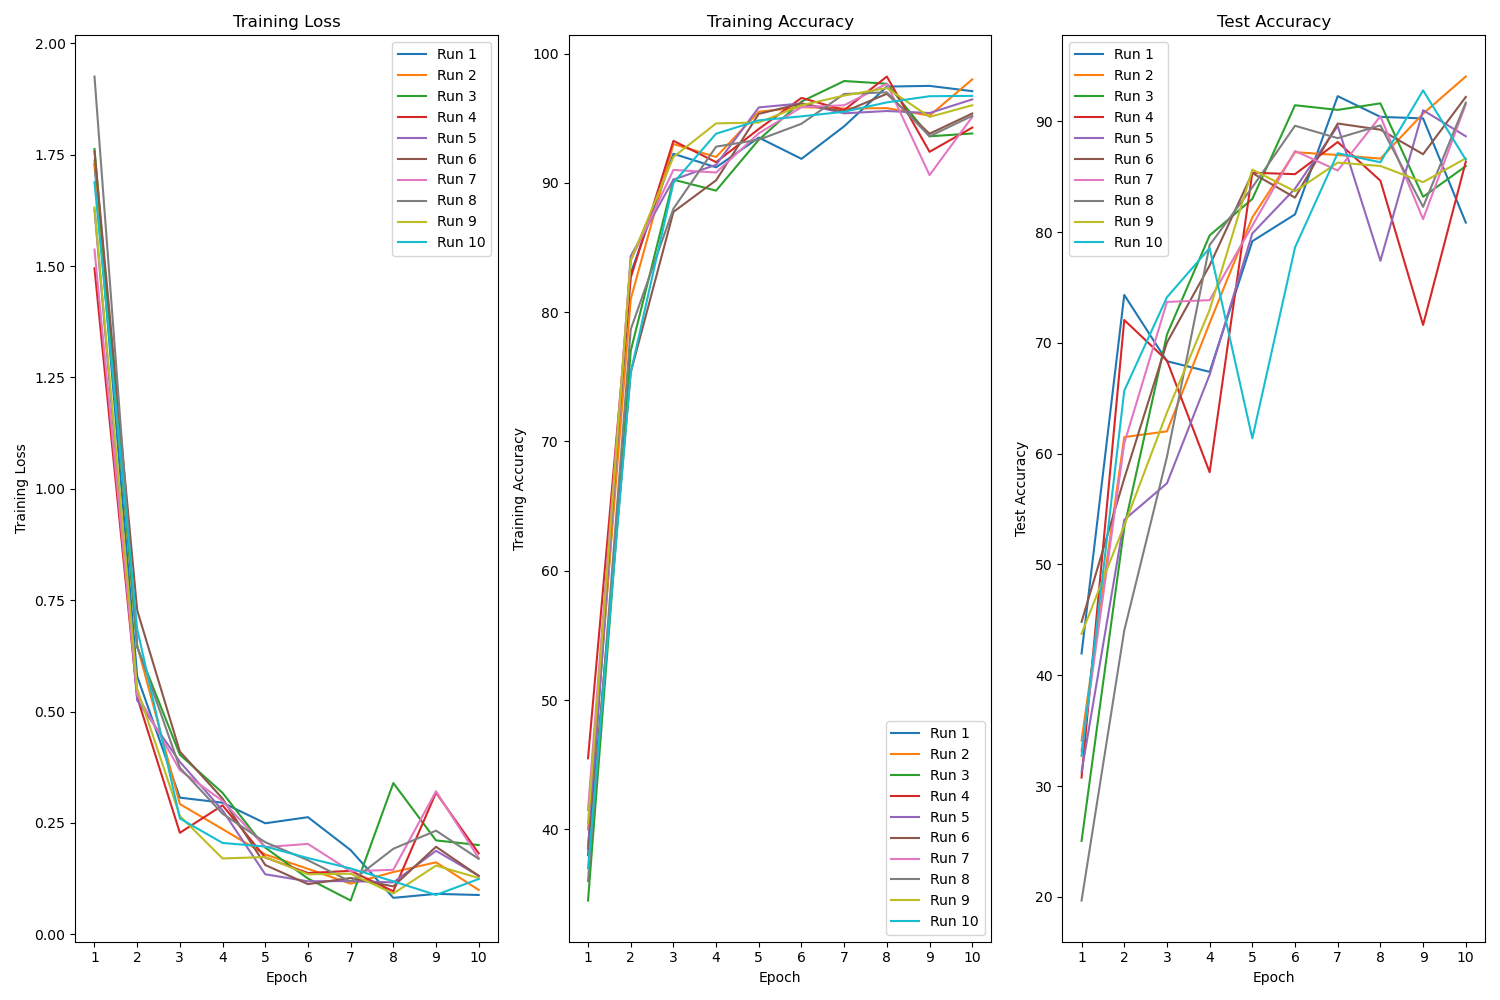 Training Loss
2.00
1.75
1.50
1.25
1.00
0.75
0.50
0.25
0.00
Training Loss
1 2 3 4 5 6 7 8 9 10
Epoch
Run 1
Run 2
Run 3
Run 4
Run 5
Run 6
Run 7
Run 8
Run 9
Run 10
Training Accuracy
100
90
80
70
60
50
40
Training Accuracy
1 2 3 4 5 6 7 8 9 10
Epoch
Run 1
Run 2
Run 3
Run 4
Run 5
Run 6
Run 7
Run 8
Run 9
Run 10
Test Accuracy
90
80
70
60
50
40
30
20
Test Accuracy
1 2 3 4 5 6 7 8 9 10
Epoch
Run 1
Run 2
Run 3
Run 4
Run 5
Run 6
Run 7
Run 8
Run 9
Run 10